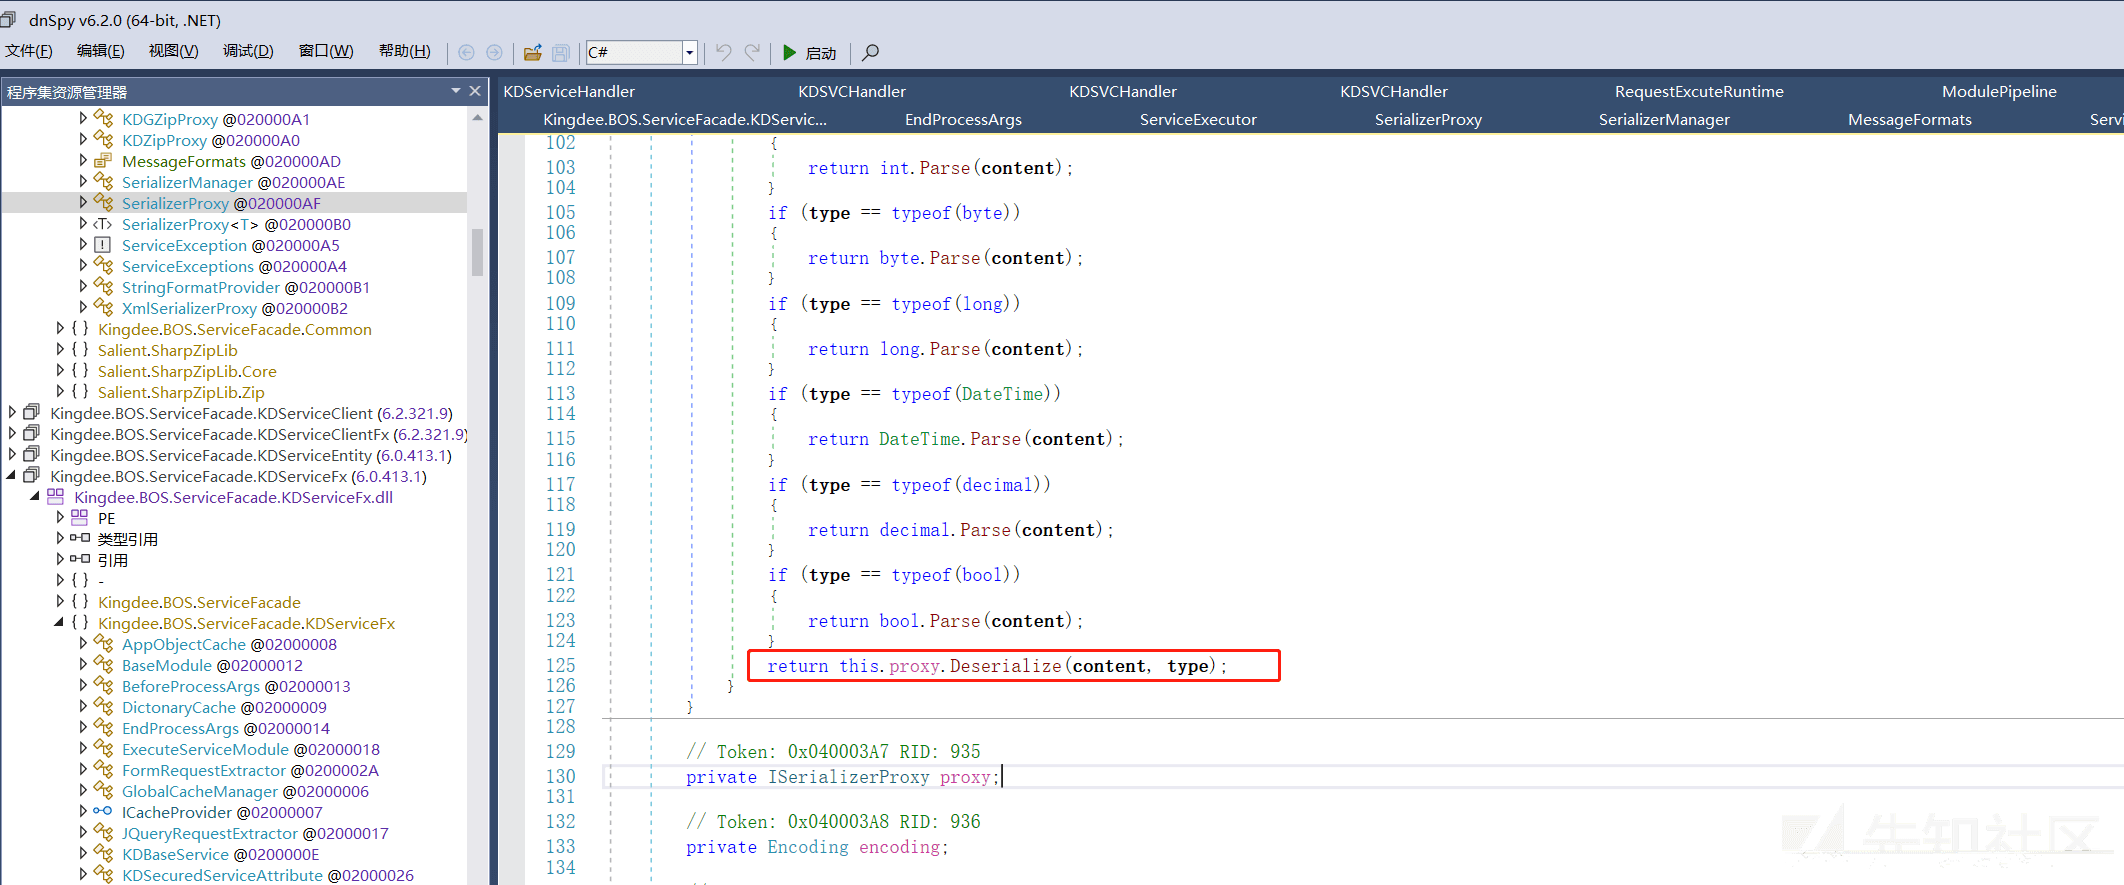 dnSpy v6.2.0 (64-bit, .NET)
文件(F) 编辑(E) 视图(V) 调试(D) 窗口(W) 帮助(H) C# 启动
程序集资源管理器
KDGZipProxy @020000A1
KDZipProxy @020000A0
MessageFormats @020000AD
SerializerManager @020000AE
SerializerProxy @020000AF
SerializerProxy<T> @020000B0
ServiceException @020000A5
ServiceExceptions @020000A4
StringFormatProvider @020000B1
XmlSerializerProxy @020000B2
{ } Kingdee.BOS.ServiceFacade.Common
{ } Salient.SharpZipLib
{ } Salient.SharpZipLib.Core
{ } Salient.SharpZipLib.Zip
Kingdee.BOS.ServiceFacade.KDServiceClient (6.2.321.9)
Kingdee.BOS.ServiceFacade.KDServiceClientFx (6.2.321.9)
Kingdee.BOS.ServiceFacade.KDServiceEntity (6.0.413.1)
Kingdee.BOS.ServiceFacade.KDServiceFx (6.0.413.1)
Kingdee.BOS.ServiceFacade.KDServiceFx.dll
PE
类型引用
引用
{ } -
{ } Kingdee.BOS.ServiceFacade
{ } Kingdee.BOS.ServiceFacade.KDServiceFx
AppObjectCache @02000008
BaseModule @02000012
BeforeProcessArgs @02000013
DictonaryCache @02000009
EndProcessArgs @02000014
ExecuteServiceModule @02000018
FormRequestExtractor @0200002A
GlobalCacheManager @02000006
ICacheProvider @02000007
JQueryRequestExtractor @02000017
KDBaseService @0200000E
KDSecuredServiceAttribute @02000026
KDServiceHandler KDSVCHandler KDSVCHandler KDSVCHandler RequestExcuteRuntime ModulePipeline
Kingdee.BOS.ServiceFacade.KDServic... EndProcessArgs ServiceExecutor SerializerProxy SerializerManager MessageFormats Servi
102 {
103 return int.Parse(content);
104 }
105 if (type == typeof(byte))
106 {
107 return byte.Parse(content);
108 }
109 if (type == typeof(long))
110 {
111 return long.Parse(content);
112 }
113 if (type == typeof(DateTime))
114 {
115 return DateTime.Parse(content);
116 }
117 if (type == typeof(decimal))
118 {
119 return decimal.Parse(content);
120 }
121 if (type == typeof(bool))
122 {
123 return bool.Parse(content);
124 }
125 return this.proxy.Deserialize(content, type);
126 }
127 }
128
129 // Token: 0x040003A7 RID: 935
130 private ISerializerProxy proxy;
131
132 // Token: 0x040003A8 RID: 936
133 private Encoding encoding;
134
先知社区